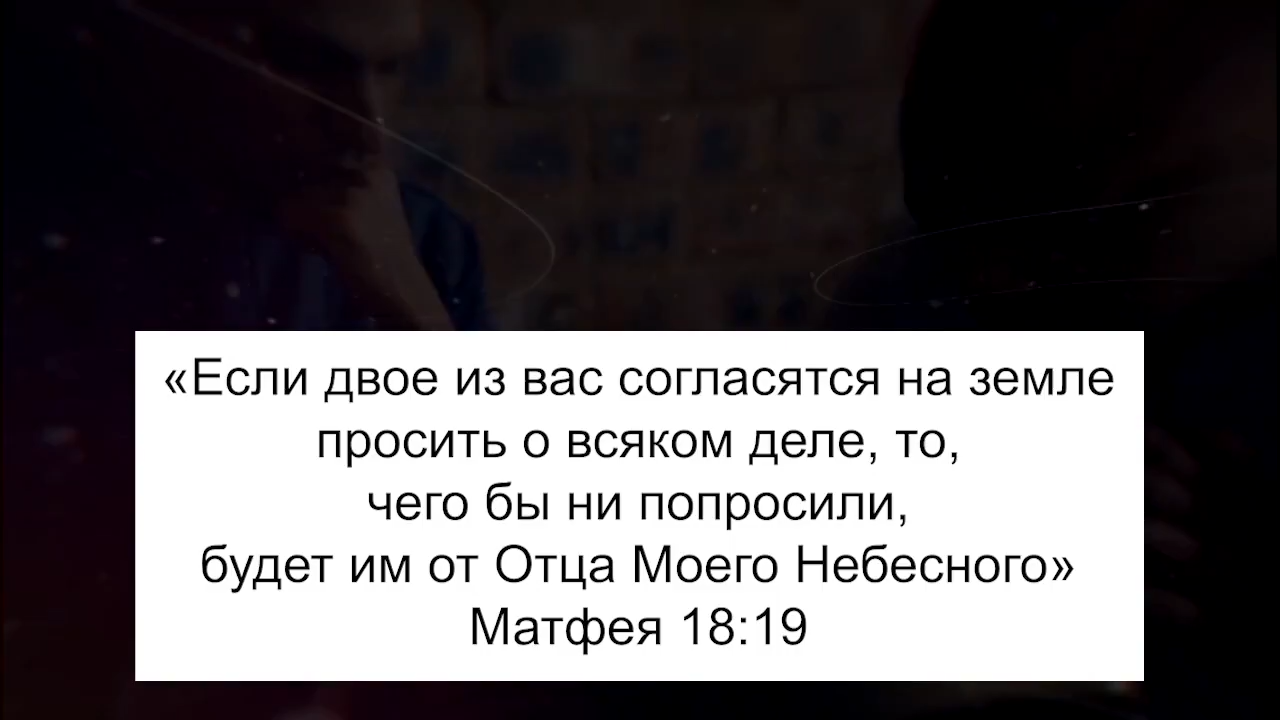 «Если двое из вас согласятся на земле
просить о всяком деле, то,
чего бы ни попросили,
будет им от Отца Моего Небесного»
Матфея 18:19